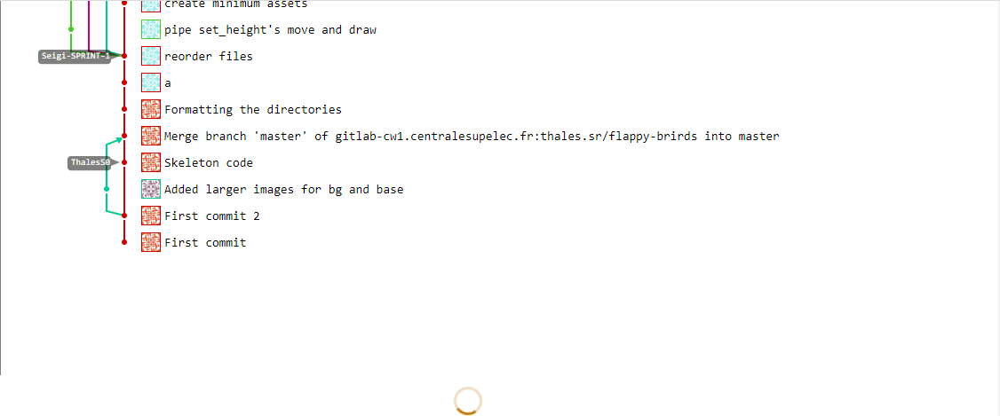 create minimum assets
pipe set_height's move and draw
Seigi-SPRINT-1 reorder files
a
Formatting the directories
Merge branch 'master' of gitlab-cw1.centralesupelec.fr:thales.sr/flappy-brirds into master
ThalesS0 Skeleton code
Added larger images for bg and base
First commit 2
First commit